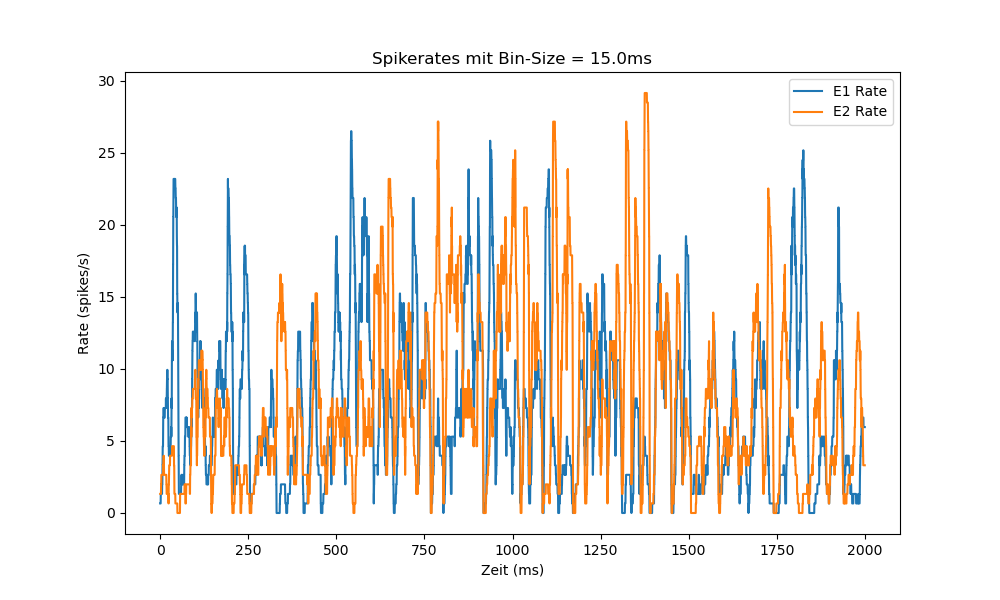 Spikerates mit Bin-Size = 15.0ms
E1 Rate
E2 Rate
30
25
20
15
10
5
0
Rate (spikes/s)
0 250 500 750 1000 1250 1500 1750 2000
Zeit (ms)